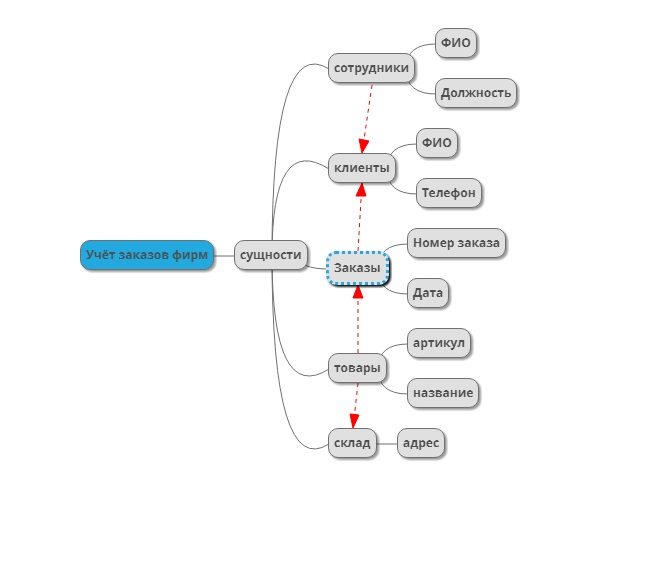 Учёт заказов фирм
сущности
сотрудники
ФИО
Должность
клиенты
ФИО
Телефон
Заказы
Номер заказа
Дата
товары
артикул
название
склад
адрес